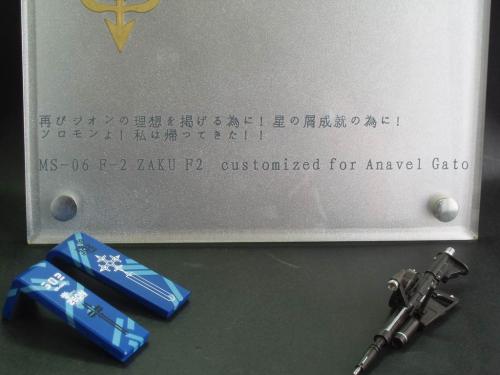 再びジオンの理想を掲げる為に!星の屑成就の為に!
ソロモンよ!私は帰ってきた!!
MS-06 F-2 ZAKU F2 customized for Anavel Gato